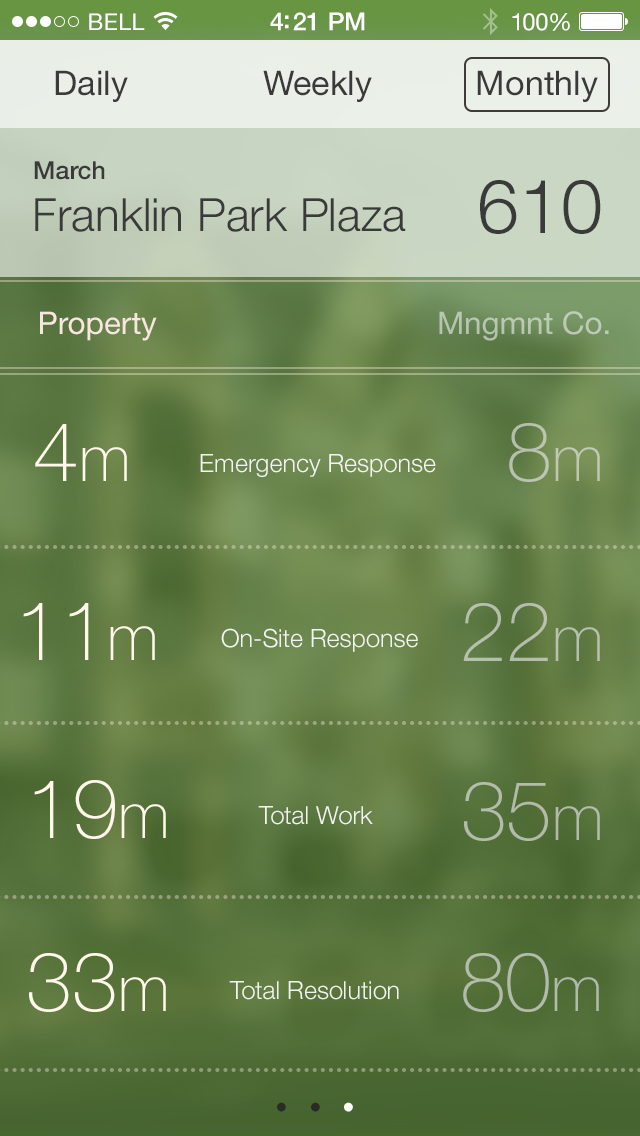 BELL 4:21 PM 100%
Daily Weekly Monthly
March
Franklin Park Plaza 610
Property Mngmnt Co.
4m Emergency Response 8m
11m On-Site Response 22m
19m Total Work 35m
33m Total Resolution 80m